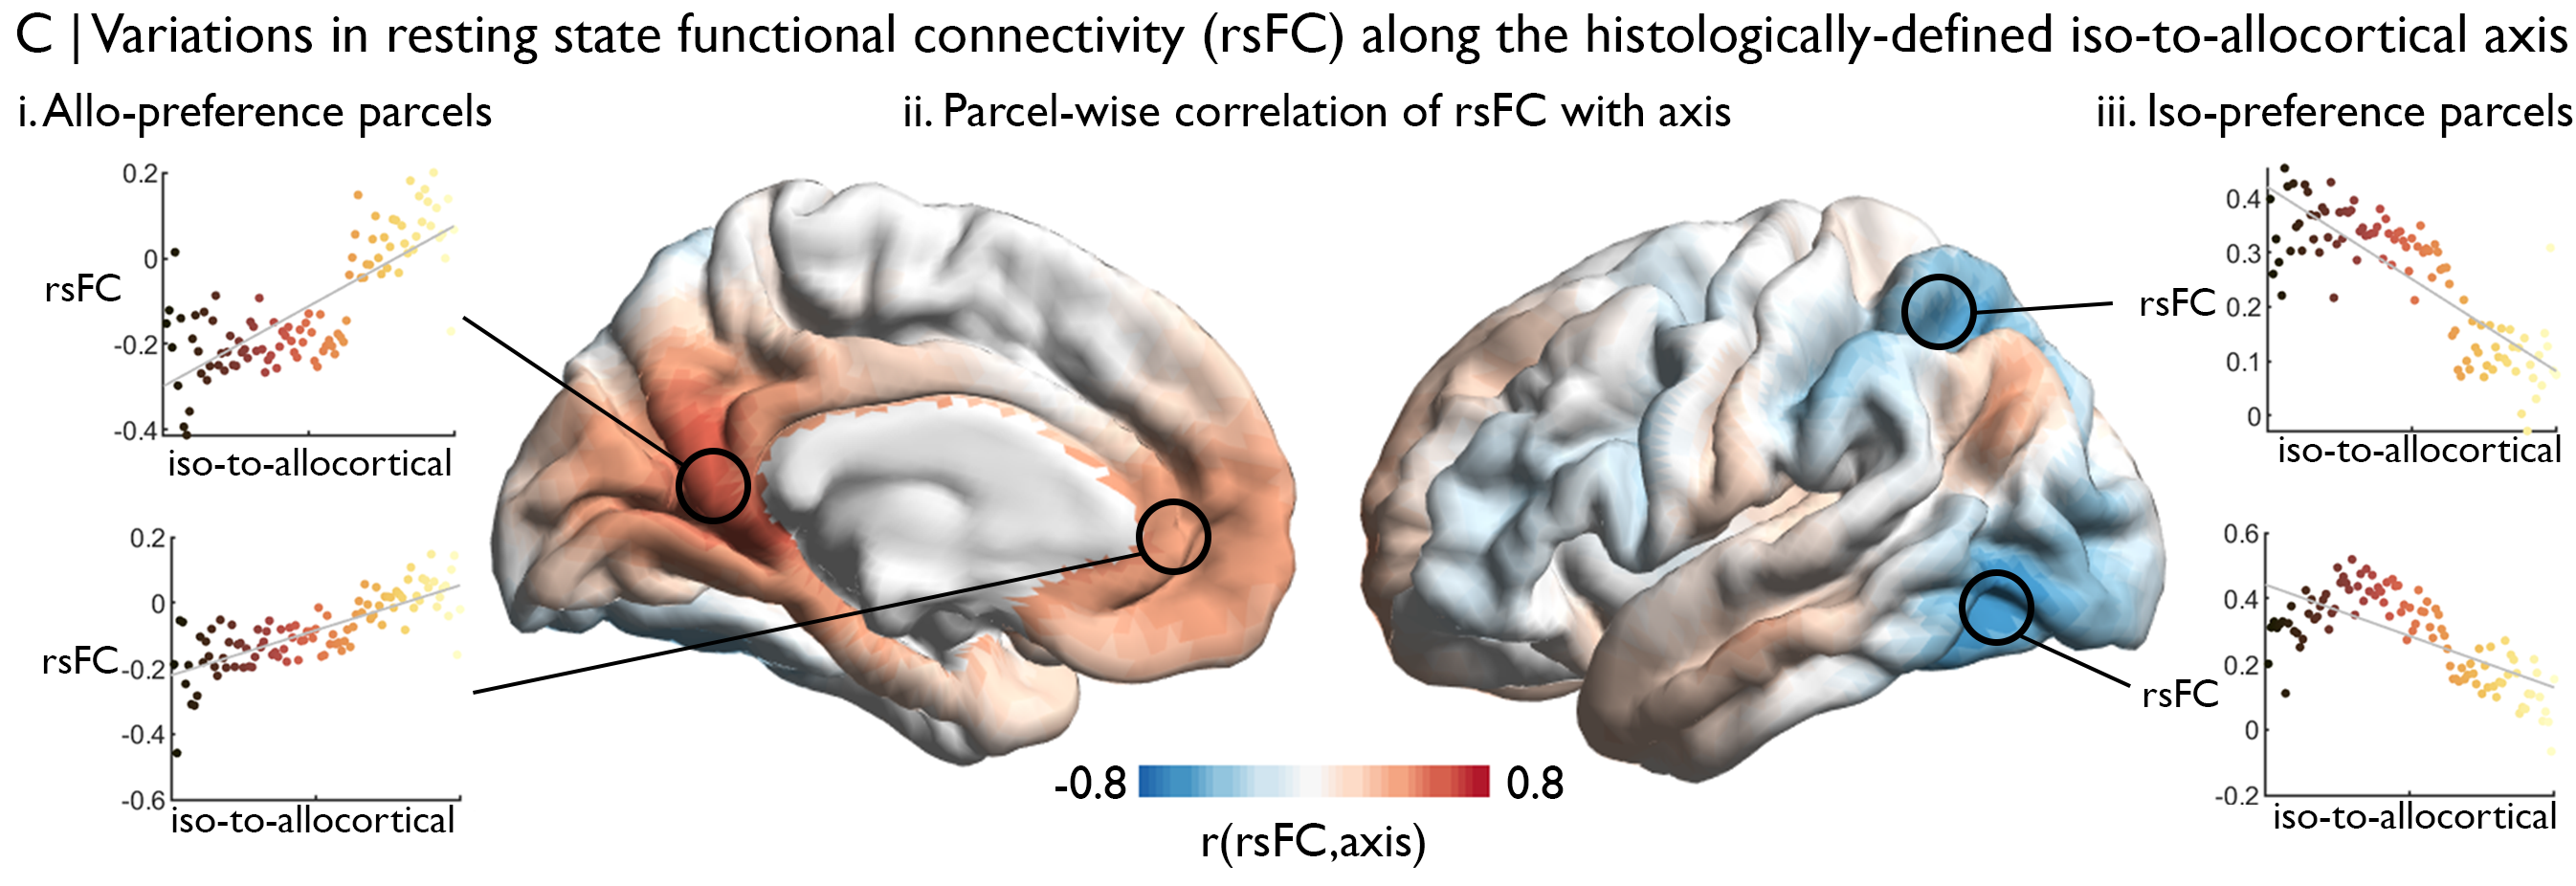 C | Variations in resting state functional connectivity (rsFC) along the histologically-defined iso-to-allocortical axis
i. Allo-preference parcels
ii. Parcel-wise correlation of rsFC with axis
iii. Iso-preference parcels
0.2
0
rsFC
-0.2
-0.4
iso-to-allocortical
0.2
0
rsFC
-0.2
-0.4
-0.6
iso-to-allocortical
-0.8
0.8
r(rsFC,axis)
0.4
0.3
rsFC
0.2
0.1
0
iso-to-allocortical
0.6
0.4
0.2
rsFC
0
-0.2
iso-to-allocortical